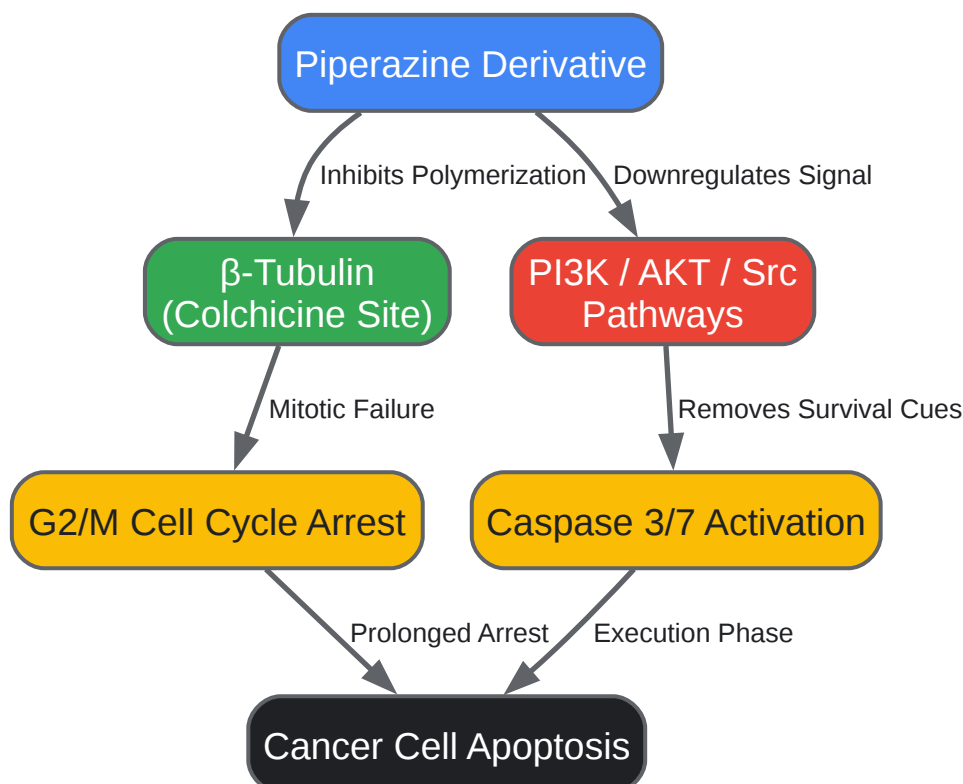 Piperazine Derivative
Inhibits Polymerization
Downregulates Signal
β-Tubulin
(Colchicine Site)
PI3K / AKT / Src
Pathways
Mitotic Failure
Removes Survival Cues
G2/M Cell Cycle Arrest
Caspase 3/7 Activation
Prolonged Arrest
Execution Phase
Cancer Cell Apoptosis